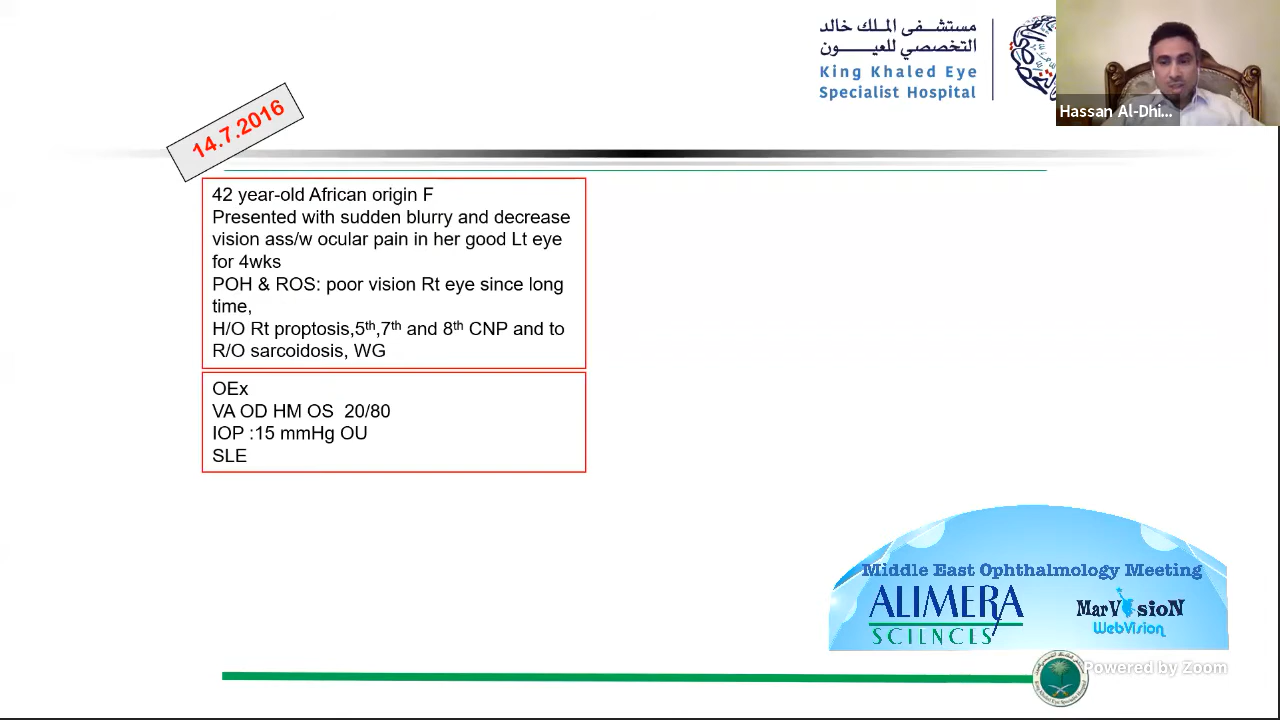 مستشفى الملك خالد
التخصصي للعيون
King Khaled Eye
Specialist Hospital
Hassan Al-Dhi...
14.7.2016
42 year-old African origin F
Presented with sudden blurry and decrease
vision ass/w ocular pain in her good Lt eye
for 4wks
POH & ROS: poor vision Rt eye since long
time,
H/O Rt proptosis,5th,7th and 8th CNP and to
R/O sarcoidosis, WG
OEx
VA OD HM OS 20/80
IOP :15 mmHg OU
SLE
Middle East Ophthalmology Meeting
ALIMERA
SCIENCES
MarVisioN
WebVision
Powered by Zoom